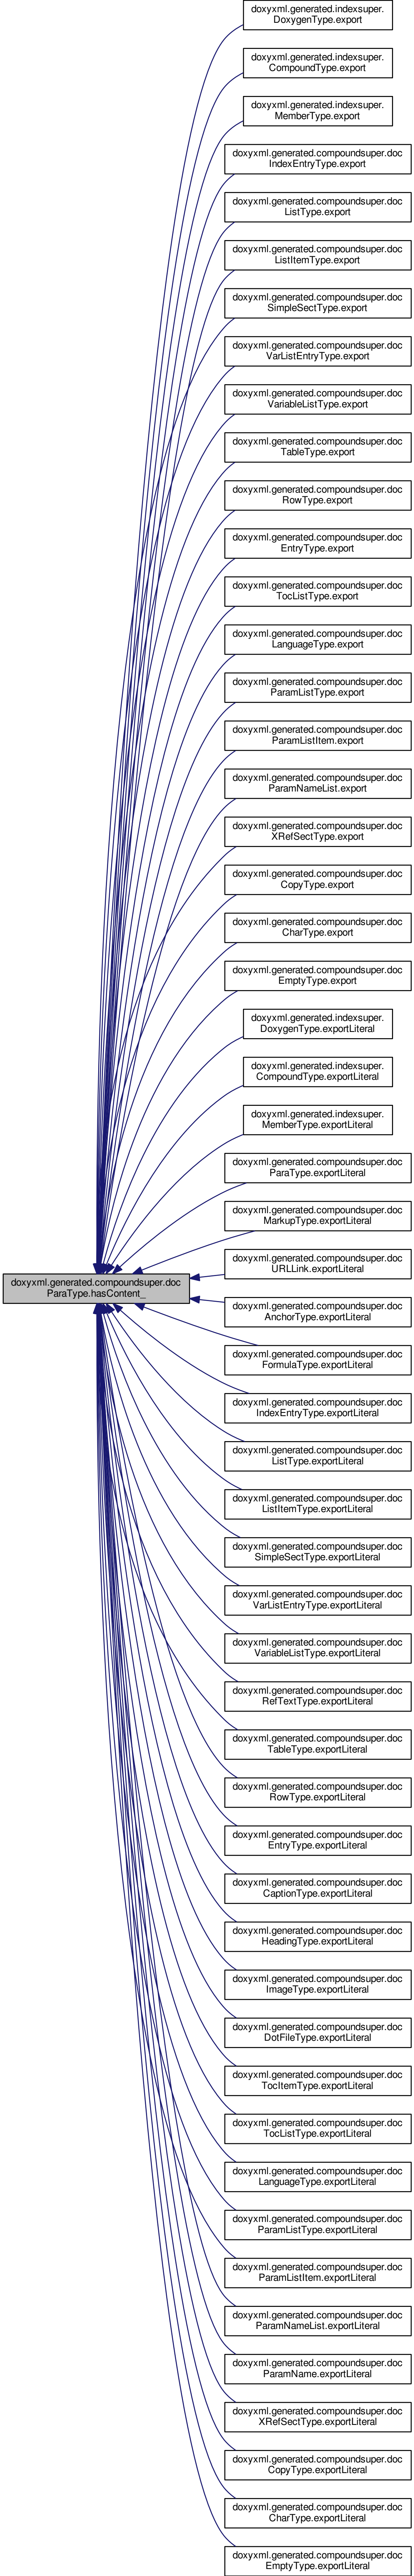 doxyxml.generated.indexsuper.
DoxygenType.export
doxyxml.generated.indexsuper.
CompoundType.export
doxyxml.generated.indexsuper.
MemberType.export
doxyxml.generated.compoundsuper.doc
IndexEntryType.export
doxyxml.generated.compoundsuper.doc
ListType.export
doxyxml.generated.compoundsuper.doc
ListItemType.export
doxyxml.generated.compoundsuper.doc
SimpleSectType.export
doxyxml.generated.compoundsuper.doc
VarListEntryType.export
doxyxml.generated.compoundsuper.doc
VariableListType.export
doxyxml.generated.compoundsuper.doc
TableType.export
doxyxml.generated.compoundsuper.doc
RowType.export
doxyxml.generated.compoundsuper.doc
EntryType.export
doxyxml.generated.compoundsuper.doc
TocListType.export
doxyxml.generated.compoundsuper.doc
LanguageType.export
doxyxml.generated.compoundsuper.doc
ParamListType.export
doxyxml.generated.compoundsuper.doc
ParamListItem.export
doxyxml.generated.compoundsuper.doc
ParamNameList.export
doxyxml.generated.compoundsuper.doc
XRefSectType.export
doxyxml.generated.compoundsuper.doc
CopyType.export
doxyxml.generated.compoundsuper.doc
CharType.export
doxyxml.generated.compoundsuper.doc
EmptyType.export
doxyxml.generated.indexsuper.
DoxygenType.exportLiteral
doxyxml.generated.indexsuper.
CompoundType.exportLiteral
doxyxml.generated.indexsuper.
MemberType.exportLiteral
doxyxml.generated.compoundsuper.doc
ParaType.exportLiteral
doxyxml.generated.compoundsuper.doc
MarkupType.exportLiteral
doxyxml.generated.compoundsuper.doc
URLLink.exportLiteral
doxyxml.generated.compoundsuper.doc
ParaType.hasContent_
doxyxml.generated.compoundsuper.doc
AnchorType.exportLiteral
doxyxml.generated.compoundsuper.doc
FormulaType.exportLiteral
doxyxml.generated.compoundsuper.doc
IndexEntryType.exportLiteral
doxyxml.generated.compoundsuper.doc
ListType.exportLiteral
doxyxml.generated.compoundsuper.doc
ListItemType.exportLiteral
doxyxml.generated.compoundsuper.doc
SimpleSectType.exportLiteral
doxyxml.generated.compoundsuper.doc
VarListEntryType.exportLiteral
doxyxml.generated.compoundsuper.doc
VariableListType.exportLiteral
doxyxml.generated.compoundsuper.doc
RefTextType.exportLiteral
doxyxml.generated.compoundsuper.doc
TableType.exportLiteral
doxyxml.generated.compoundsuper.doc
RowType.exportLiteral
doxyxml.generated.compoundsuper.doc
EntryType.exportLiteral
doxyxml.generated.compoundsuper.doc
CaptionType.exportLiteral
doxyxml.generated.compoundsuper.doc
HeadingType.exportLiteral
doxyxml.generated.compoundsuper.doc
ImageType.exportLiteral
doxyxml.generated.compoundsuper.doc
DotFileType.exportLiteral
doxyxml.generated.compoundsuper.doc
TocItemType.exportLiteral
doxyxml.generated.compoundsuper.doc
TocListType.exportLiteral
doxyxml.generated.compoundsuper.doc
LanguageType.exportLiteral
doxyxml.generated.compoundsuper.doc
ParamListType.exportLiteral
doxyxml.generated.compoundsuper.doc
ParamListItem.exportLiteral
doxyxml.generated.compoundsuper.doc
ParamNameList.exportLiteral
doxyxml.generated.compoundsuper.doc
ParamName.exportLiteral
doxyxml.generated.compoundsuper.doc
XRefSectType.exportLiteral
doxyxml.generated.compoundsuper.doc
CopyType.exportLiteral
doxyxml.generated.compoundsuper.doc
CharType.exportLiteral
doxyxml.generated.compoundsuper.doc
EmptyType.exportLiteral